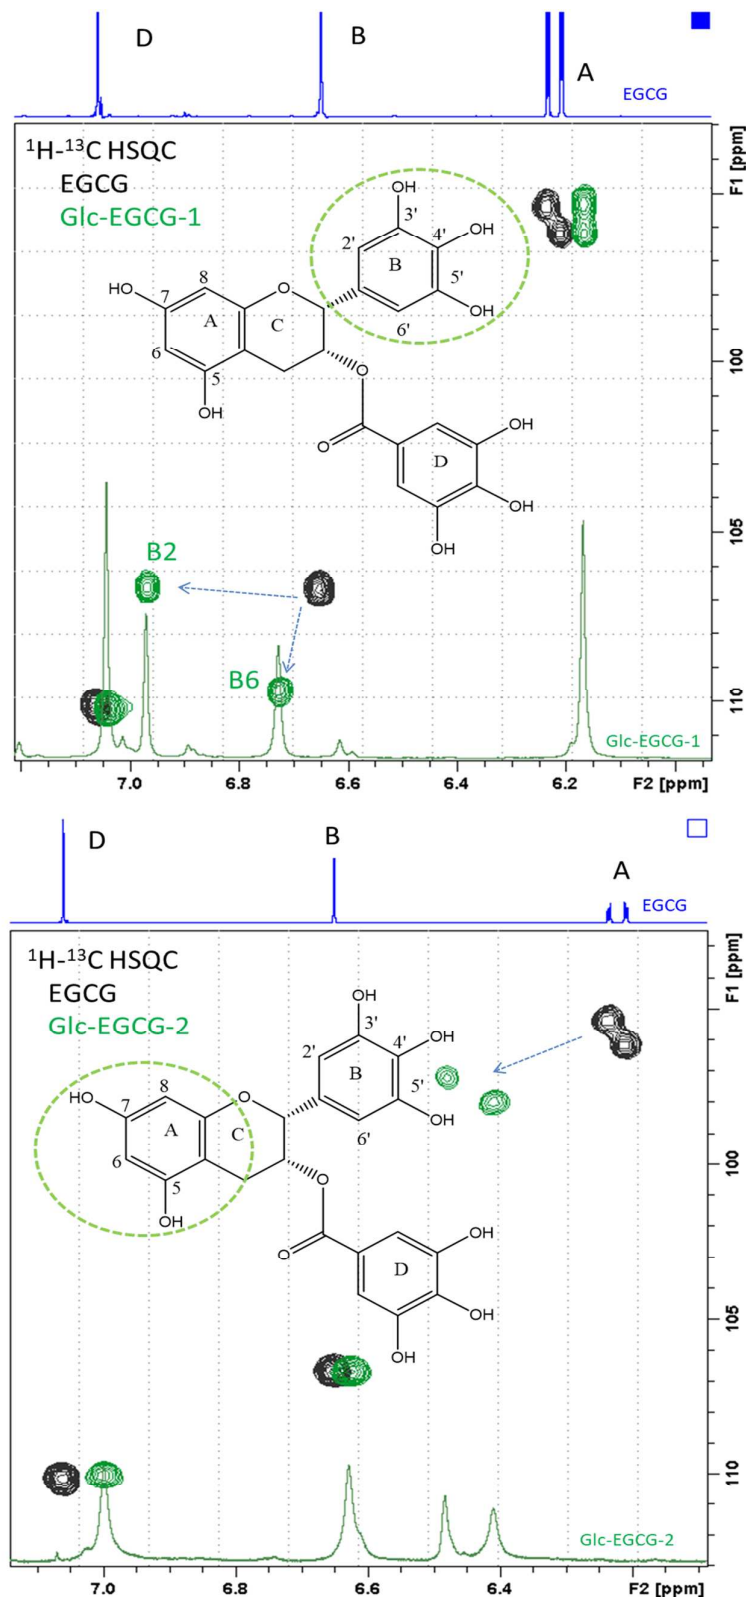 D
B
A
EGCG
¹H-¹³C HSQC
EGCG
Glc-EGCG-1
OH
3'
OH
2'
4'
B
5'
OH
6'
8
HO
7
O
A
C
6
5
OH
O
O
OH
D
OH
OH
F1 [ppm]
100
105
110
B2
B6
Glc-EGCG-1
7.0
6.8
6.6
6.4
6.2
F2 [ppm]
D
B
A
EGCG
¹H-¹³C HSQC
EGCG
Glc-EGCG-2
OH
3'
OH
2'
4'
B
5'
OH
6'
8
HO
7
O
A
C
6
5
OH
O
O
OH
D
OH
OH
F1 [ppm]
100
105
110
Glc-EGCG-2
7.0
6.8
6.6
6.4
F2 [ppm]